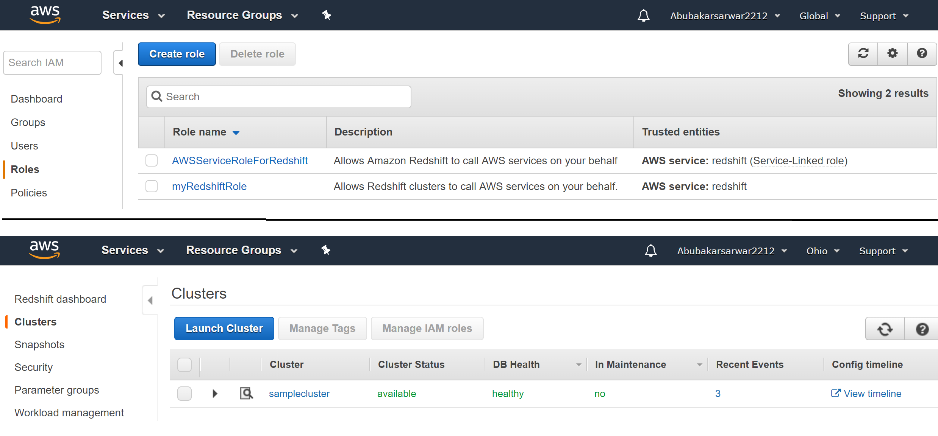 aws Services Resource Groups Abubakarsarwar2212 Global Support
Search IAM Create role Delete role
Dashboard
Groups
Users
Roles
Policies
Search Showing 2 results
Role name Description Trusted entities
AWSServiceRoleForRedshift Allows Amazon Redshift to call AWS services on your behalf AWS service: redshift (Service-Linked role)
myRedshiftRole Allows Redshift clusters to call AWS services on your behalf. AWS service: redshift
aws Services Resource Groups Abubakarsarwar2212 Ohio Support
Redshift dashboard
Clusters
Snapshots
Security
Parameter groups
Workload management
Clusters
Launch Cluster Manage Tags Manage IAM roles
Cluster Cluster Status DB Health In Maintenance Recent Events Config timeline
samplecluster available healthy no 3 View timeline